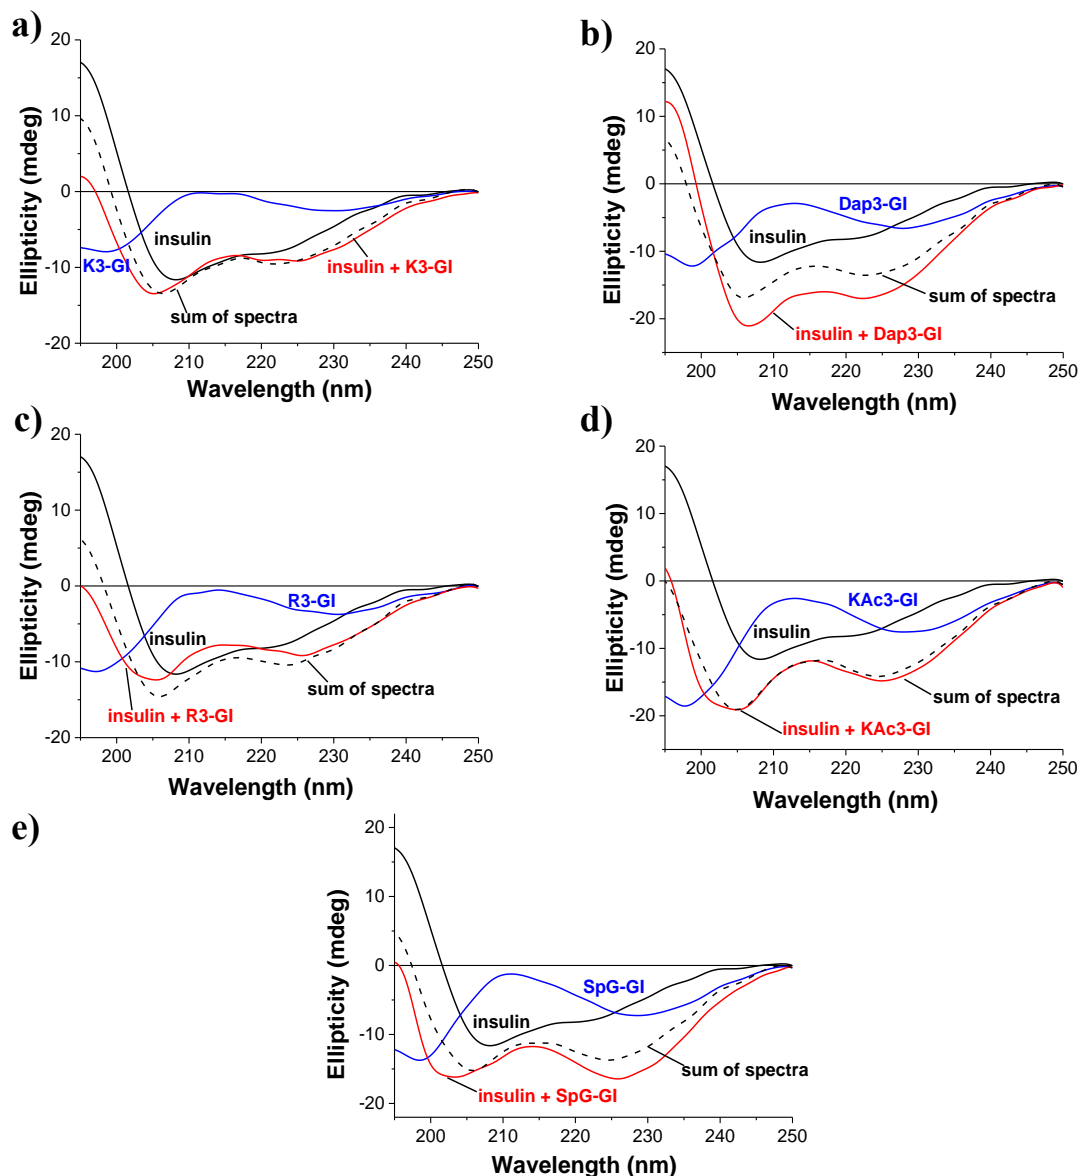 a)
20
10
0
-10
-20
Ellipticity (mdeg)
K3-GI
insulin
insulin + K3-GI
sum of spectra
200
210
220
230
240
250
Wavelength (nm)
b)
20
10
0
-10
-20
Ellipticity (mdeg)
Dap3-GI
insulin
sum of spectra
insulin + Dap3-GI
200
210
220
230
240
250
Wavelength (nm)
c)
20
10
0
-10
-20
Ellipticity (mdeg)
R3-GI
insulin
sum of spectra
insulin + R3-GI
200
210
220
230
240
250
Wavelength (nm)
d)
20
10
0
-10
-20
Ellipticity (mdeg)
KAc3-GI
insulin
sum of spectra
insulin + KAc3-GI
200
210
220
230
240
250
Wavelength (nm)
e)
20
10
0
-10
-20
Ellipticity (mdeg)
SpG-GI
insulin
sum of spectra
insulin + SpG-GI
200
210
220
230
240
250
Wavelength (nm)